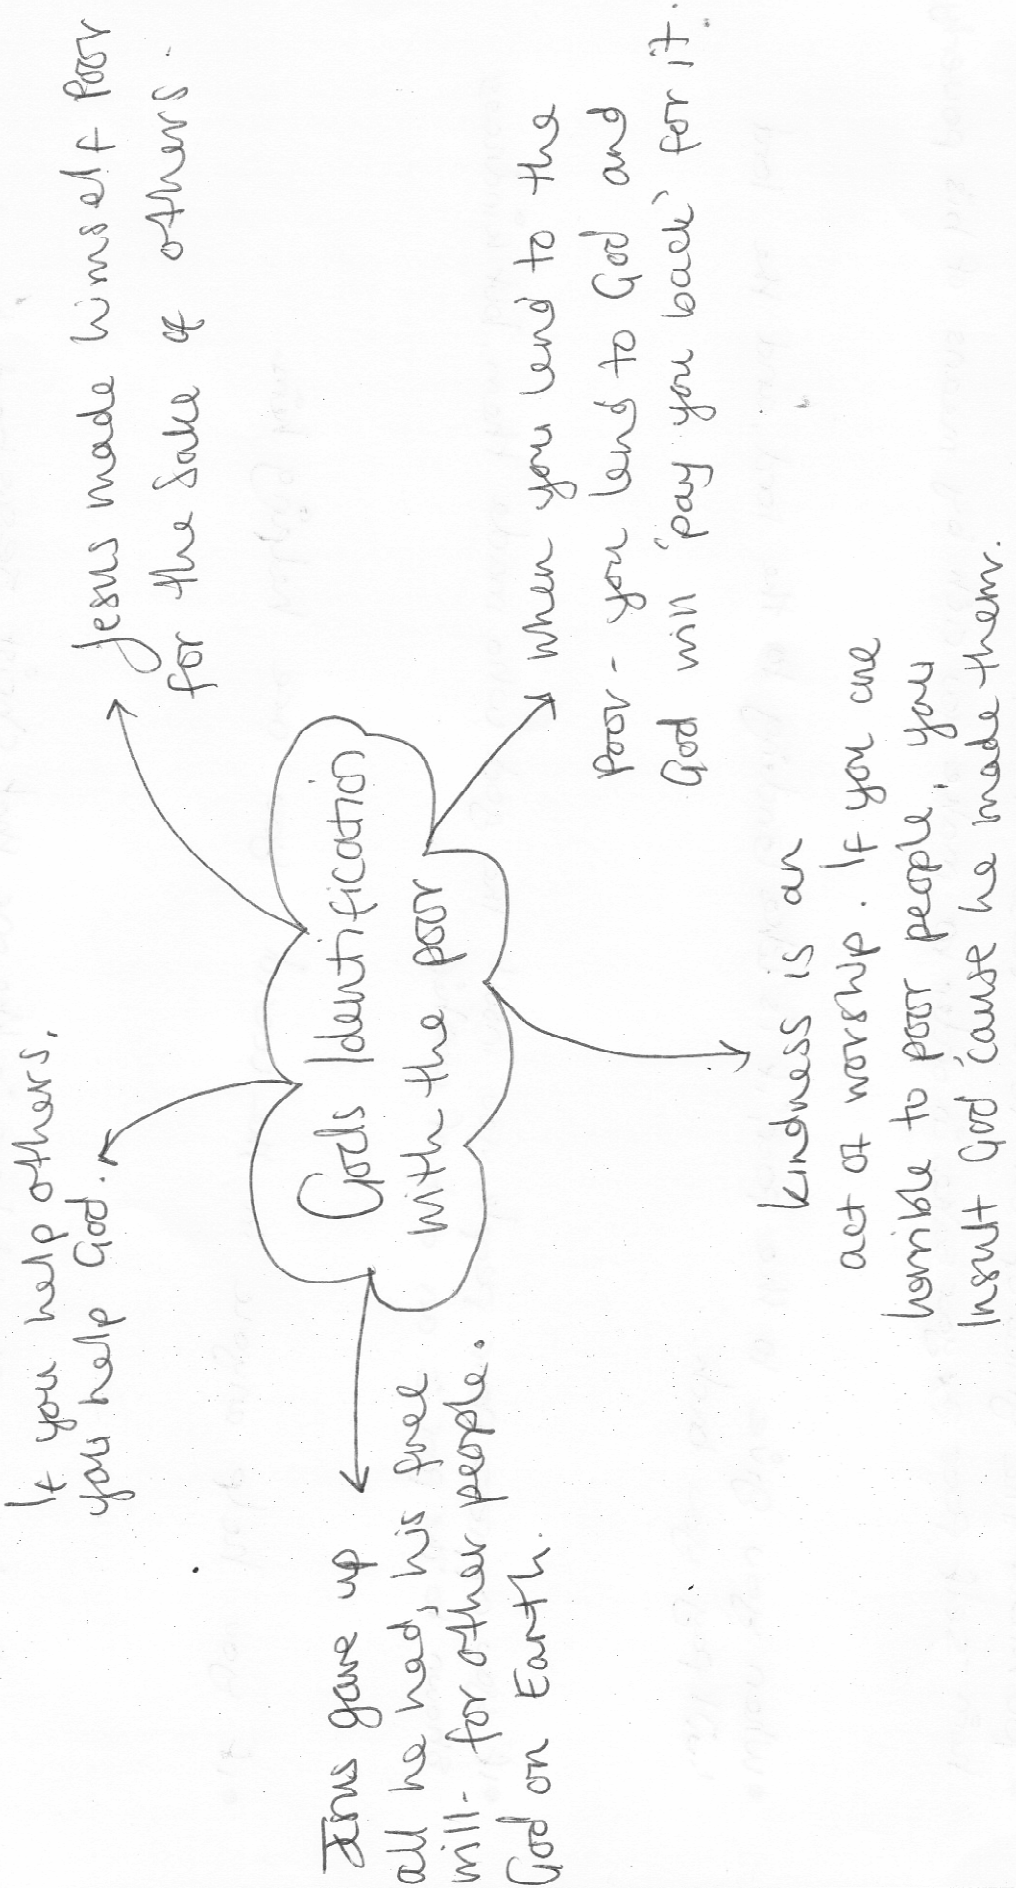 If you help others,
you help God.
Jesus made himself Poor
for the sake of others.
Gods Identification
with the poor
Jesus gave up
all he had, his free
will - for other people.
God on Earth.
when you lend to the
Poor - you lend to God and
God will 'pay you back' for it.
kindness is an
act of worship. If you are
horrible to poor people, you
Insult God 'cause he made them.